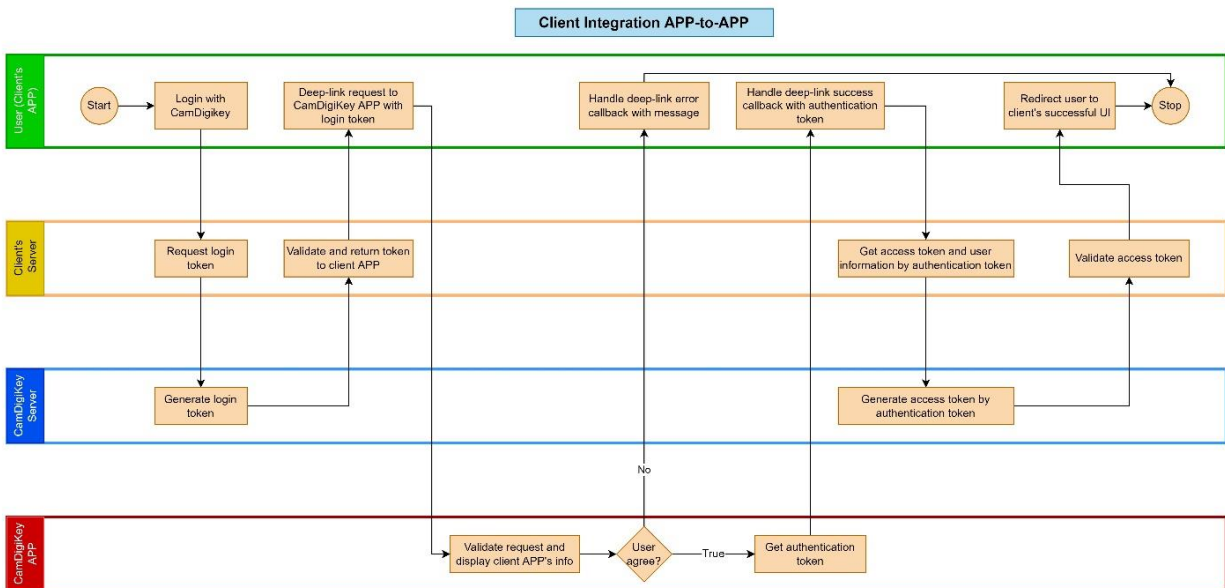 Client Integration APP-to-APP
User (Client's
APP)
Start
Login with
CamDigikey
Deep-link request to
CamDigiKey APP with
login token
Handle deep-link error
callback with message
Handle deep-link success
callback with authentication
token
Redirect user to
client's successful UI
Stop
Client's
Server
Request login
token
Validate and return token
to client APP
Get access token and user
information by authentication token
Validate access token
CamDigiKey
Server
Generate login
token
Generate access token by
authentication token
No
CamDigiKey
APP
Validate request and
display client APP's info
User
agree?
True
Get authentication
token